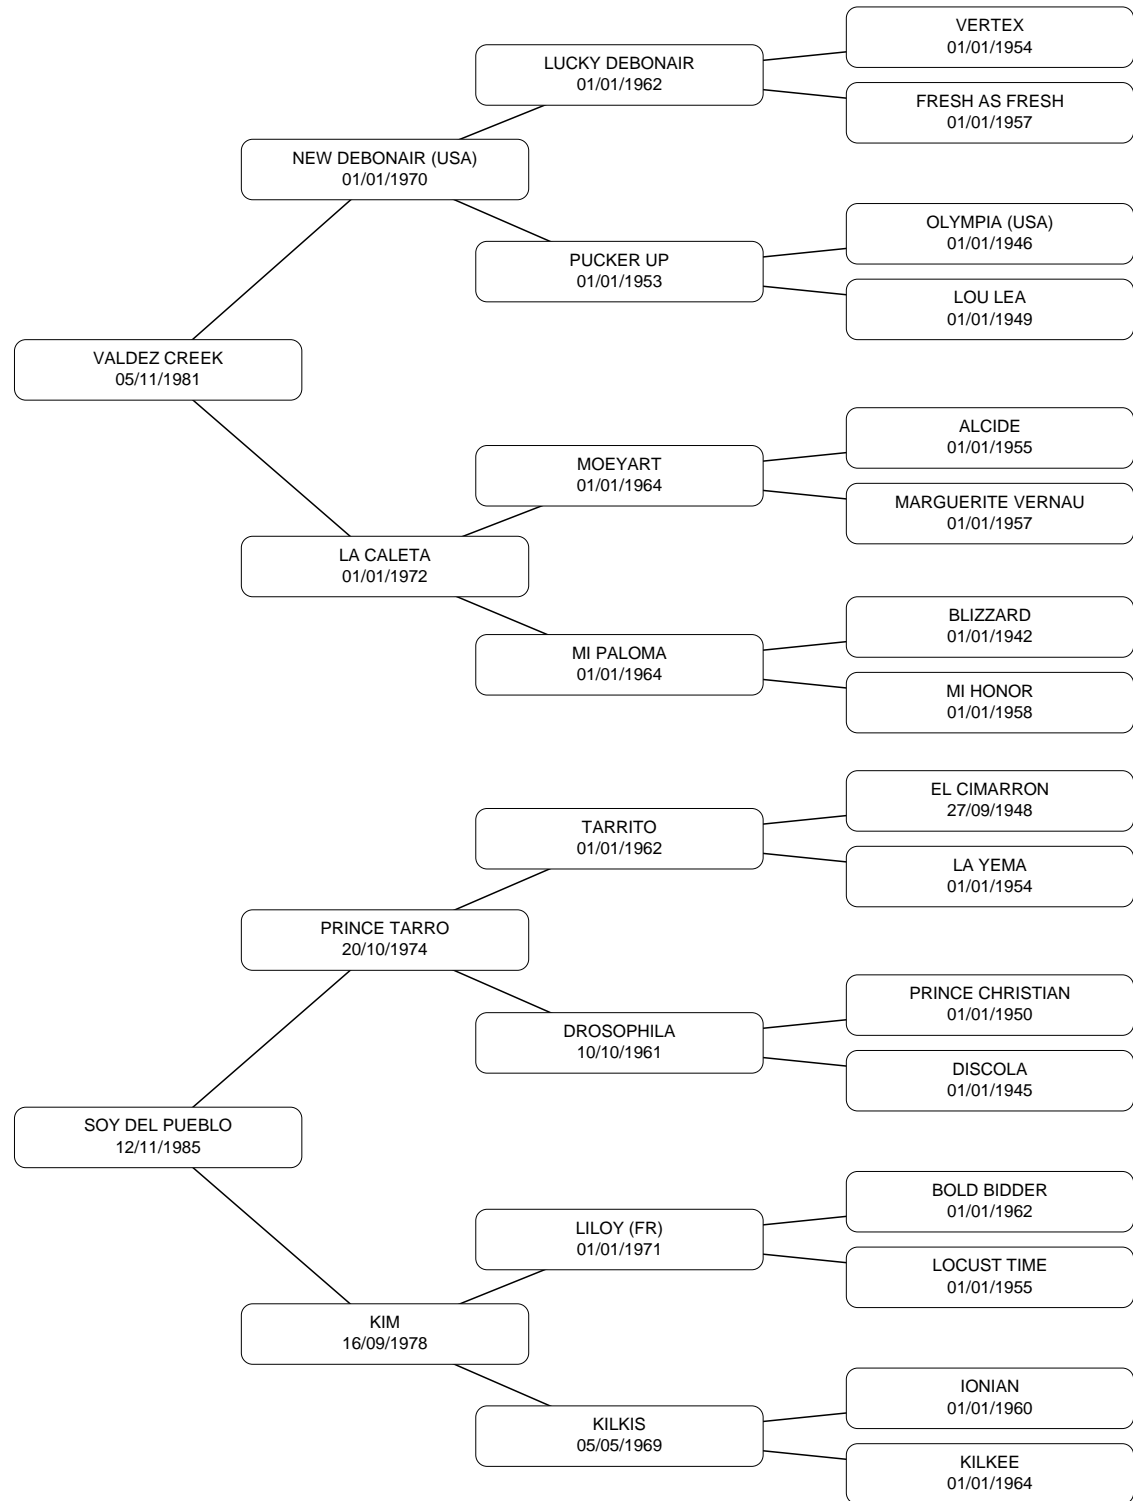 VERTEX
01/01/1954
LUCKY DEBONAIR
01/01/1962
FRESH AS FRESH
01/01/1957
NEW DEBONAIR (USA)
01/01/1970
OLYMPIA (USA)
01/01/1946
PUCKER UP
01/01/1953
LOU LEA
01/01/1949
VALDEZ CREEK
05/11/1981
ALCIDE
01/01/1955
MOEYART
01/01/1964
MARGUERITE VERNAU
01/01/1957
LA CALETA
01/01/1972
BLIZZARD
01/01/1942
MI PALOMA
01/01/1964
MI HONOR
01/01/1958
EL CIMARRON
27/09/1948
TARRITO
01/01/1962
LA YEMA
01/01/1954
PRINCE TARRO
20/10/1974
PRINCE CHRISTIAN
01/01/1950
DROSOPHILA
10/10/1961
DISCOLA
01/01/1945
SOY DEL PUEBLO
12/11/1985
BOLD BIDDER
01/01/1962
LILOY (FR)
01/01/1971
LOCUST TIME
01/01/1955
KIM
16/09/1978
IONIAN
01/01/1960
KILKIS
05/05/1969
KILKEE
01/01/1964